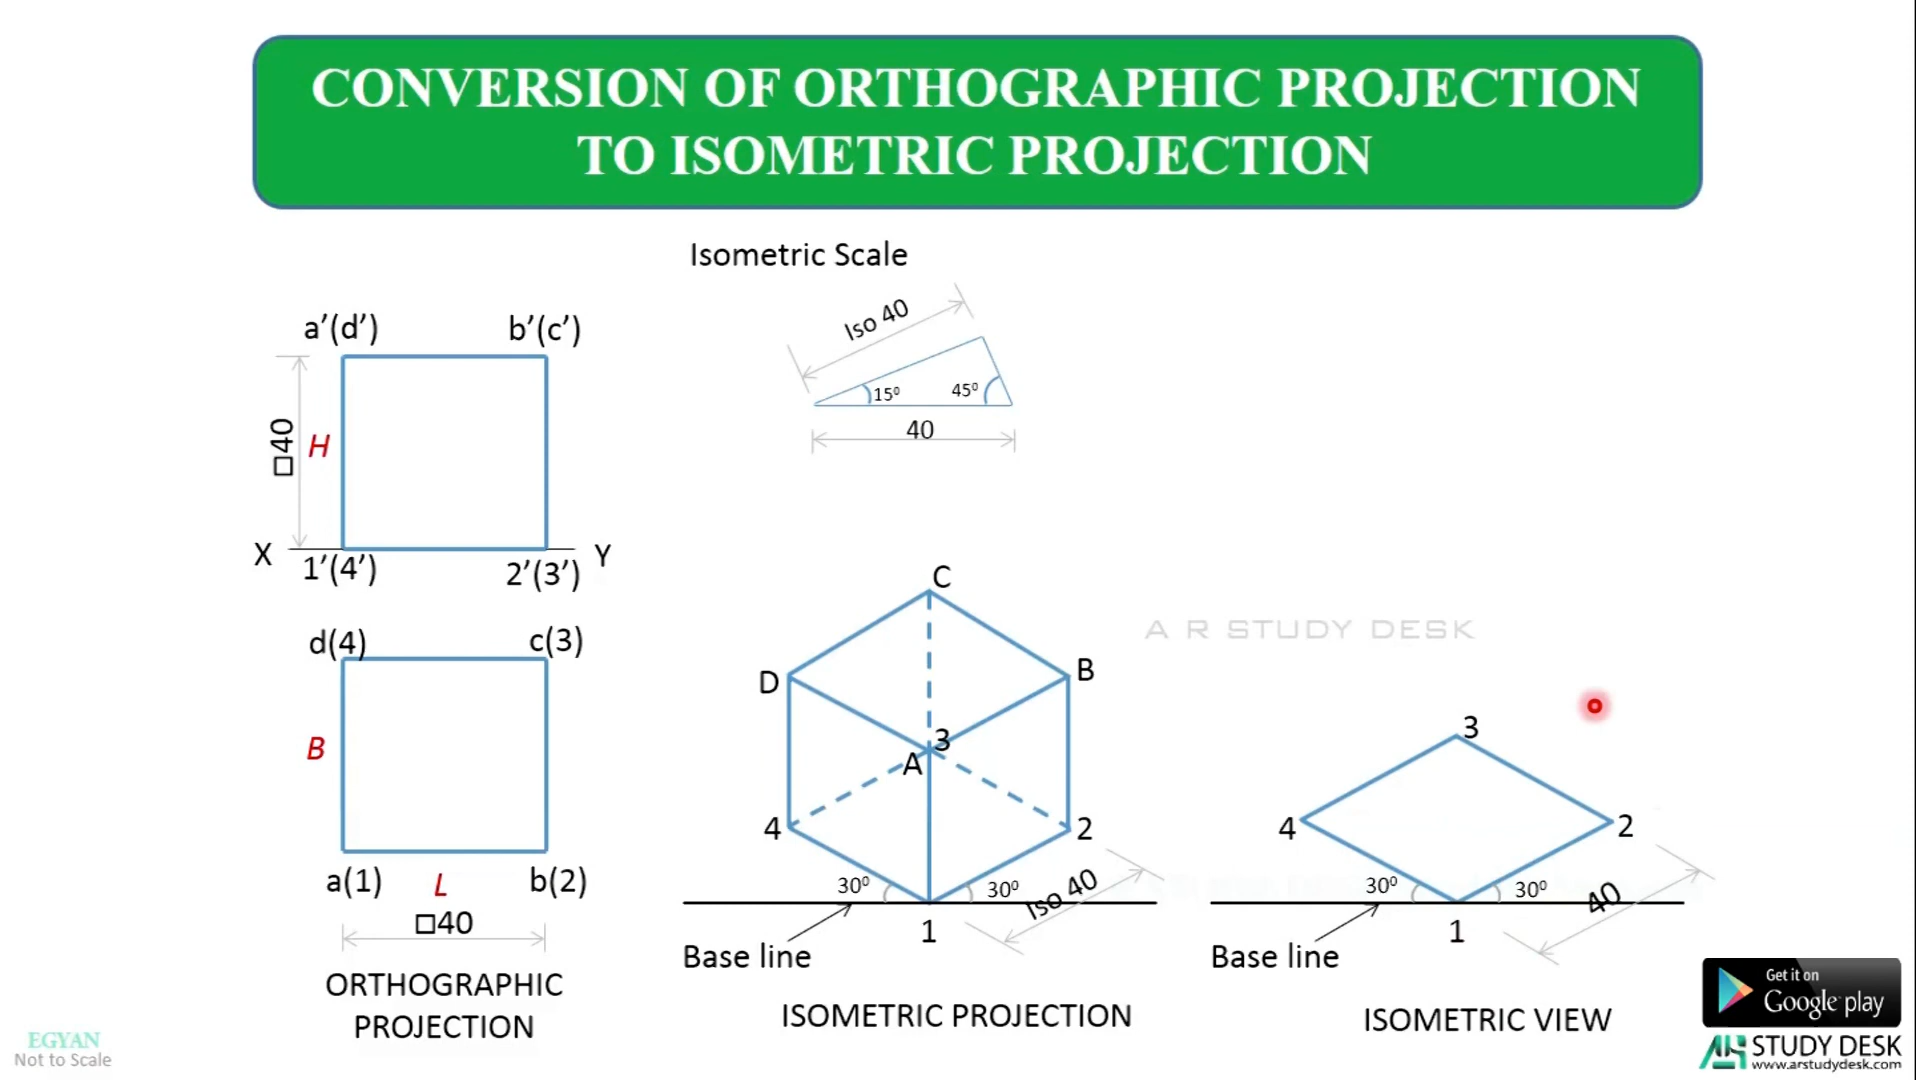 CONVERSION OF ORTHOGRAPHIC PROJECTION
TO ISOMETRIC PROJECTION
Isometric Scale
Iso 40
15⁰
45⁰
40
a’(d’)
b’(c’)
□40
H
X
Y
1’(4’)
2’(3’)
d(4)
c(3)
B
a(1)
L
b(2)
□40
ORTHOGRAPHIC
PROJECTION
C
D
B
3
A
4
2
30⁰
30⁰
Iso 40
1
Base line
ISOMETRIC PROJECTION
A R STUDY DESK
3
4
2
30⁰
30⁰
40
1
Base line
ISOMETRIC VIEW
Get it on
Google play
STUDY DESK
www.arstudydesk.com
EGYAN
Not to Scale